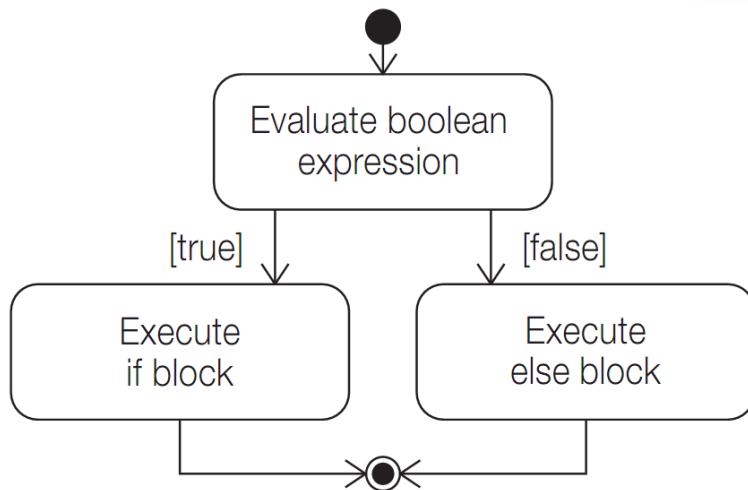 Evaluate boolean
expression
[true]
[false]
Execute
if block
Execute
else block